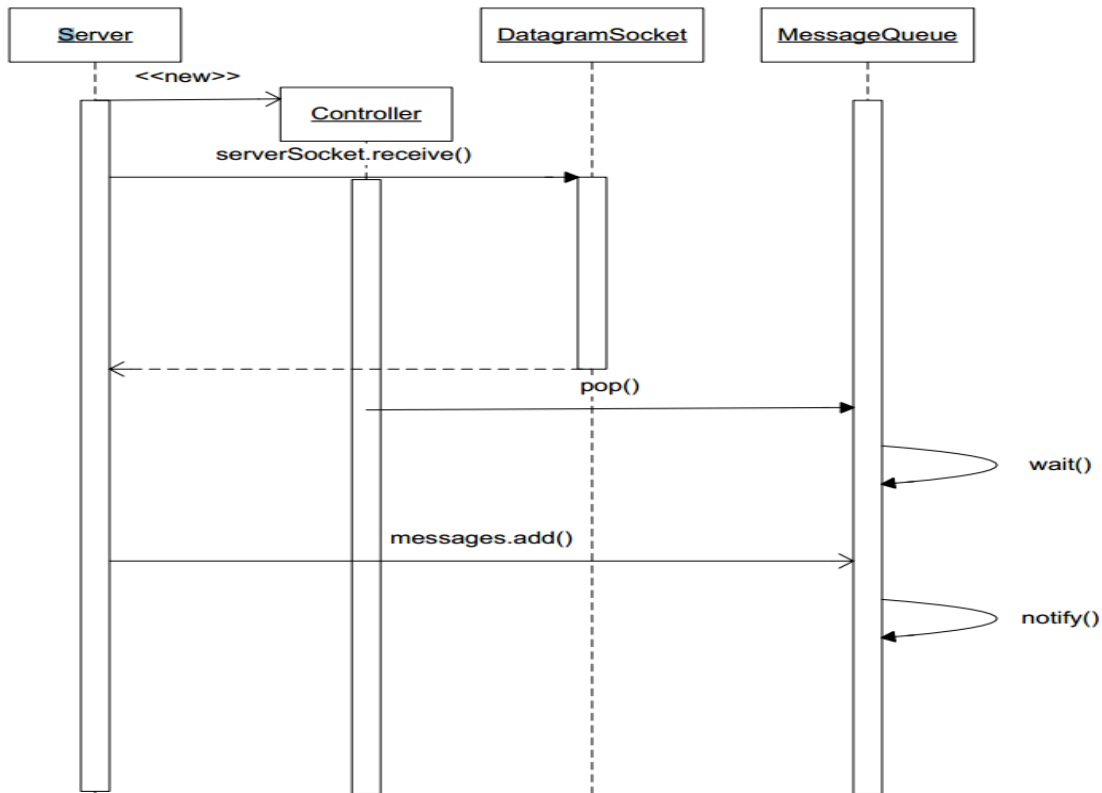 Server
DatagramSocket
MessageQueue
<<new>>
Controller
serverSocket.receive()
pop()
wait()
messages.add()
notify()